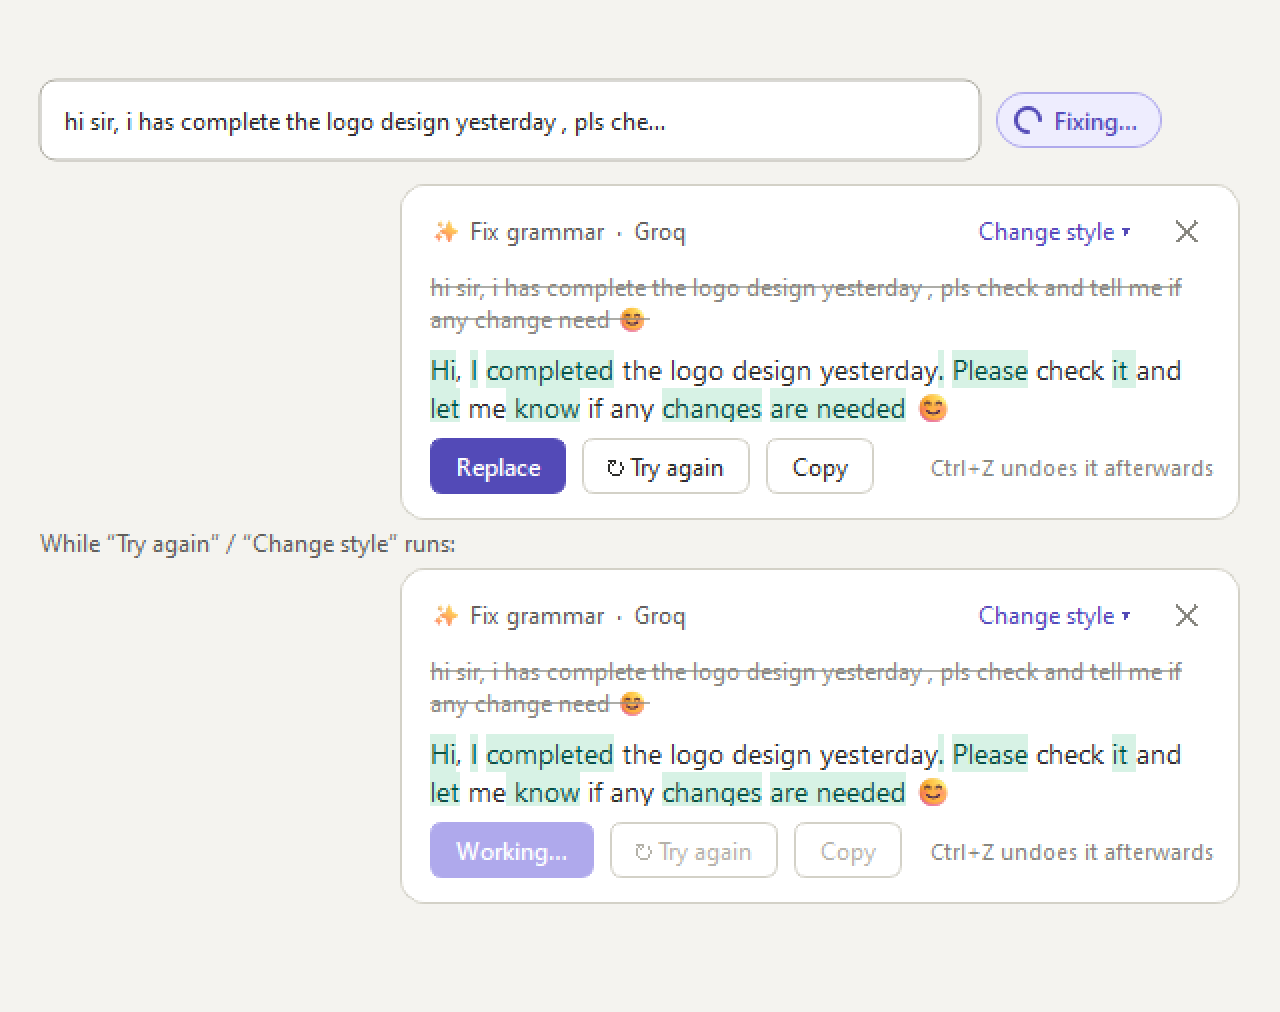 hi sir, i has complete the logo design yesterday , pls che...
Fixing...
✨ Fix grammar · Groq
Change style ▾
hi sir, i has complete the logo design yesterday , pls check and tell me if
any change need 😊
Hi, I completed the logo design yesterday. Please check it and
let me know if any changes are needed 😊
Replace
↻ Try again
Copy
Ctrl+Z undoes it afterwards
While “Try again” / “Change style” runs:
✨ Fix grammar · Groq
Change style ▾
hi sir, i has complete the logo design yesterday , pls check and tell me if
any change need 😊
Hi, I completed the logo design yesterday. Please check it and
let me know if any changes are needed 😊
Working...
↻ Try again
Copy
Ctrl+Z undoes it afterwards